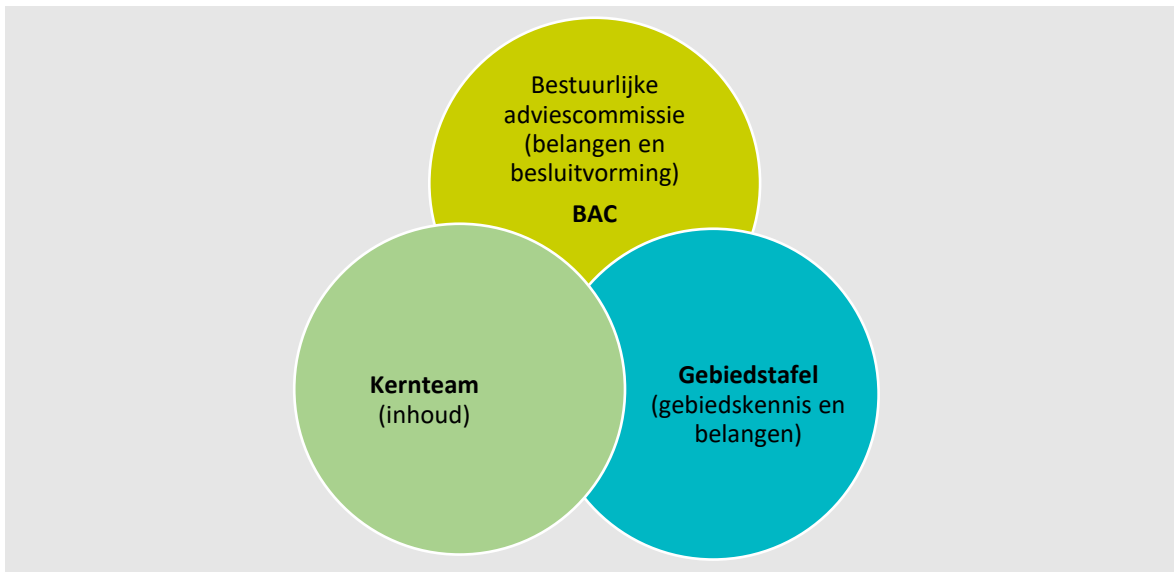 Bestuurlijke
adviescommissie
(belangen en
besluitvorming)
BAC
Kernteam
(inhoud)
Gebiedstafel
(gebiedskennis en
belangen)